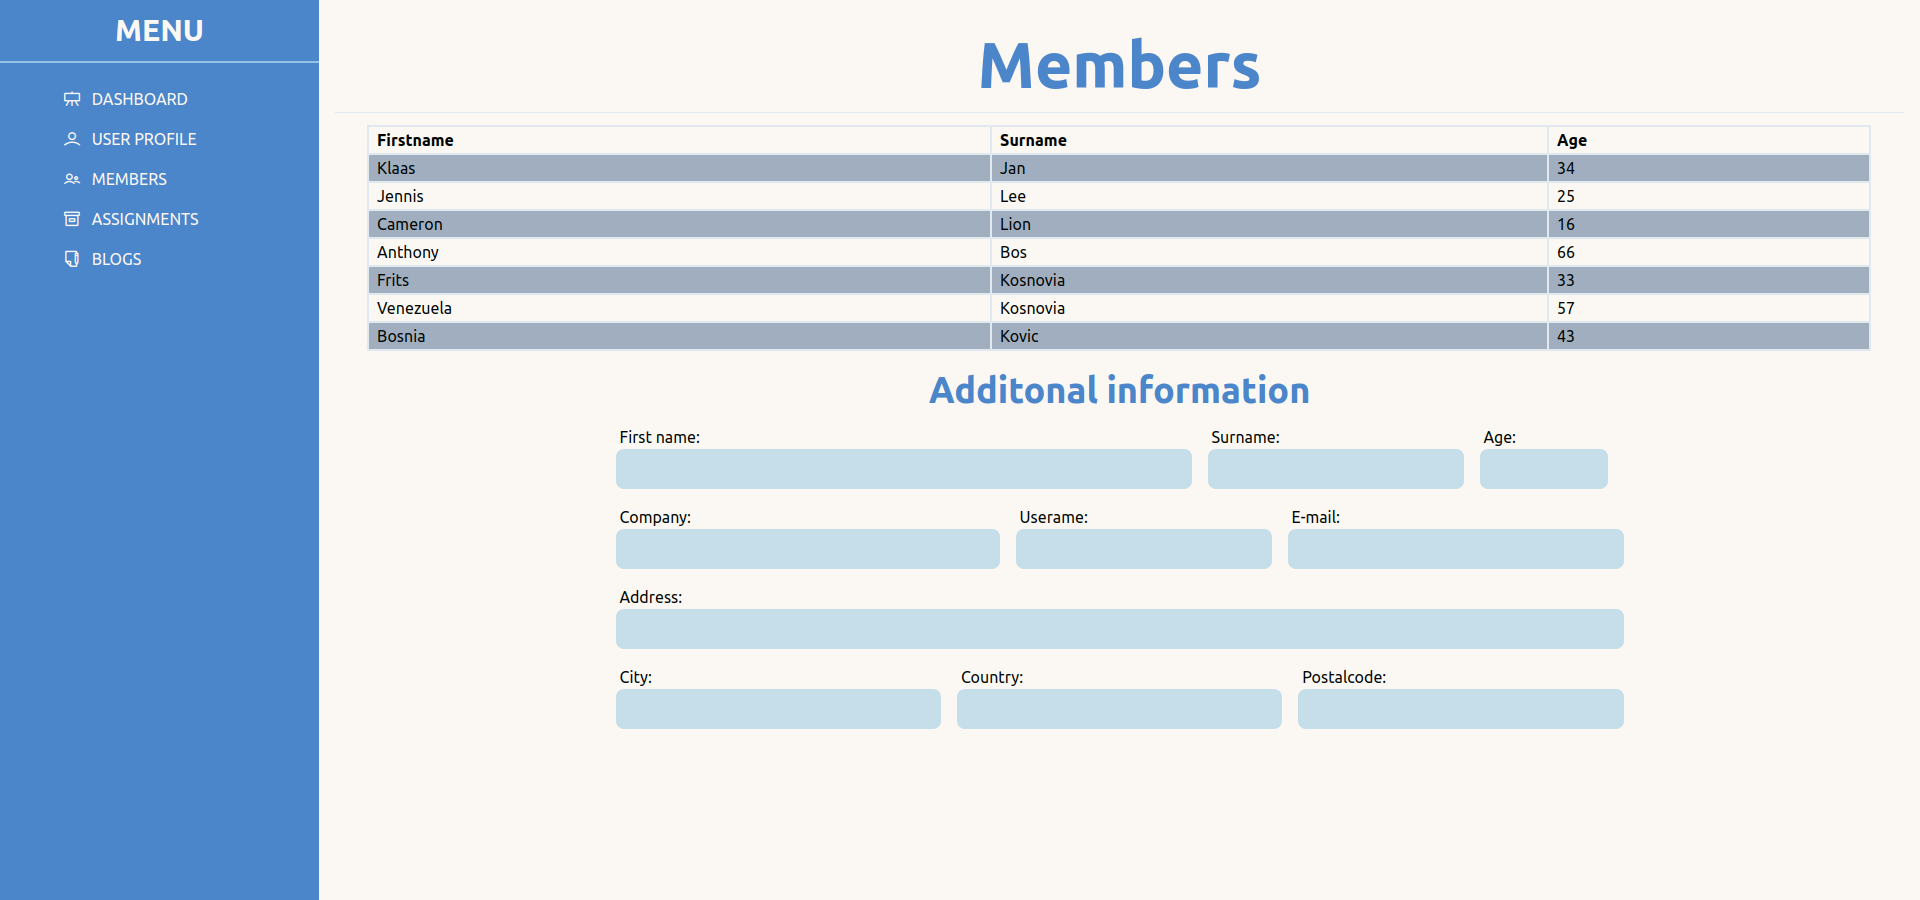 MENU
DASHBOARD
USER PROFILE
MEMBERS
ASSIGNMENTS
BLOGS
Members
Firstname Surname Age
Klaas Jan 34
Jennis Lee 25
Cameron Lion 16
Anthony Bos 66
Frits Kosnovia 33
Venezuela Kosnovia 57
Bosnia Kovic 43
Additonal information
First name: Surname: Age:
Company: Userame: E-mail:
Address:
City: Country: Postalcode: